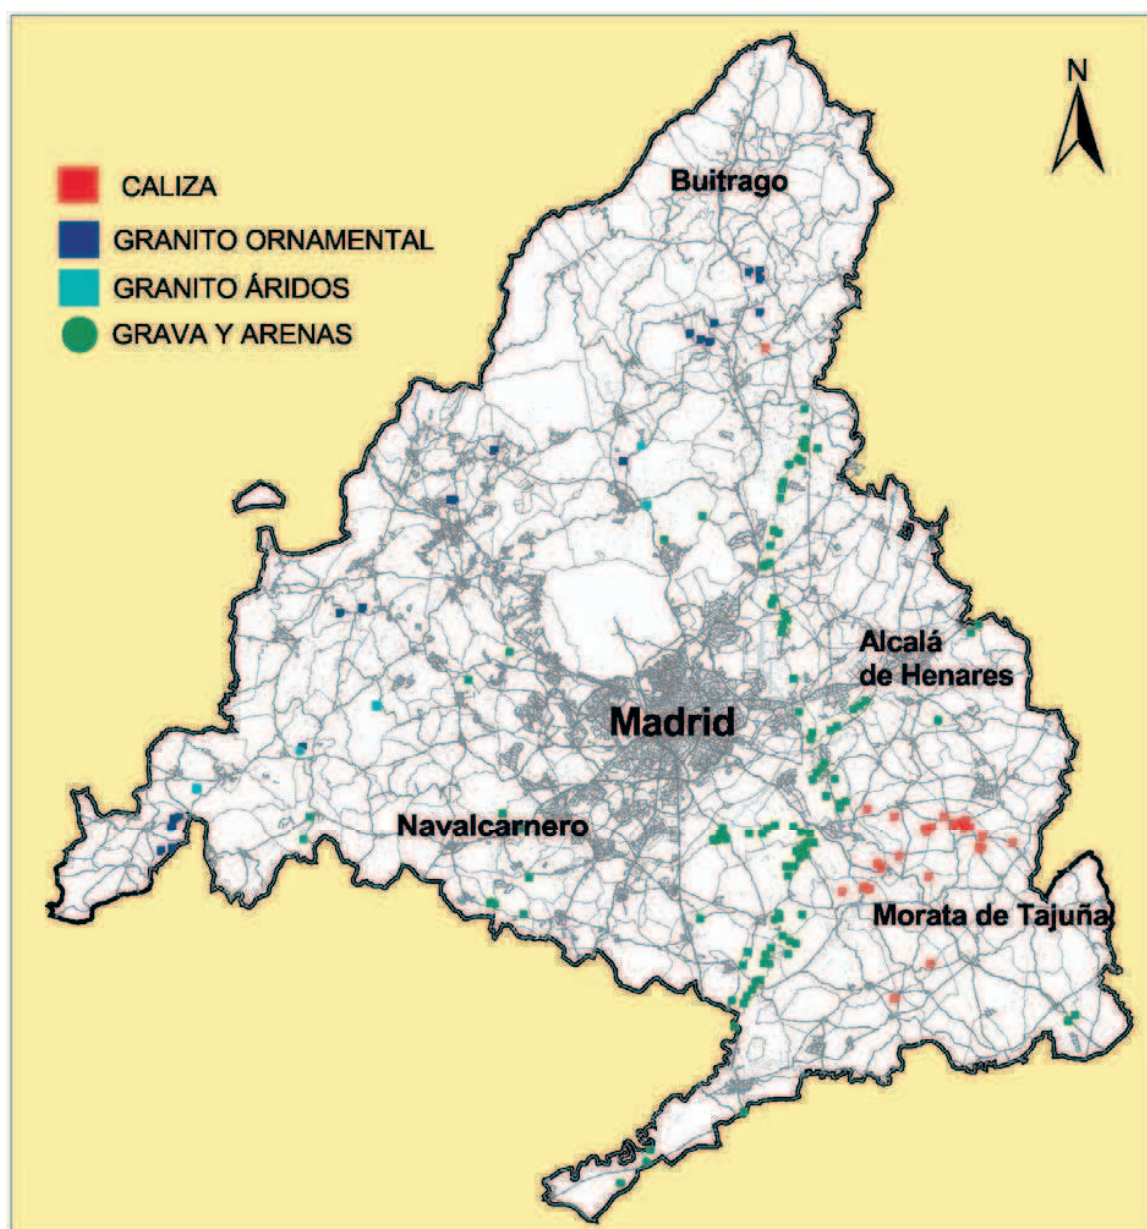 N
CALIZA
GRANITO ORNAMENTAL
GRANITO ÁRIDOS
GRAVA Y ARENAS
Buitrago
Alcalá
de Henares
Madrid
Navalcarnero
Morata de Tajuña